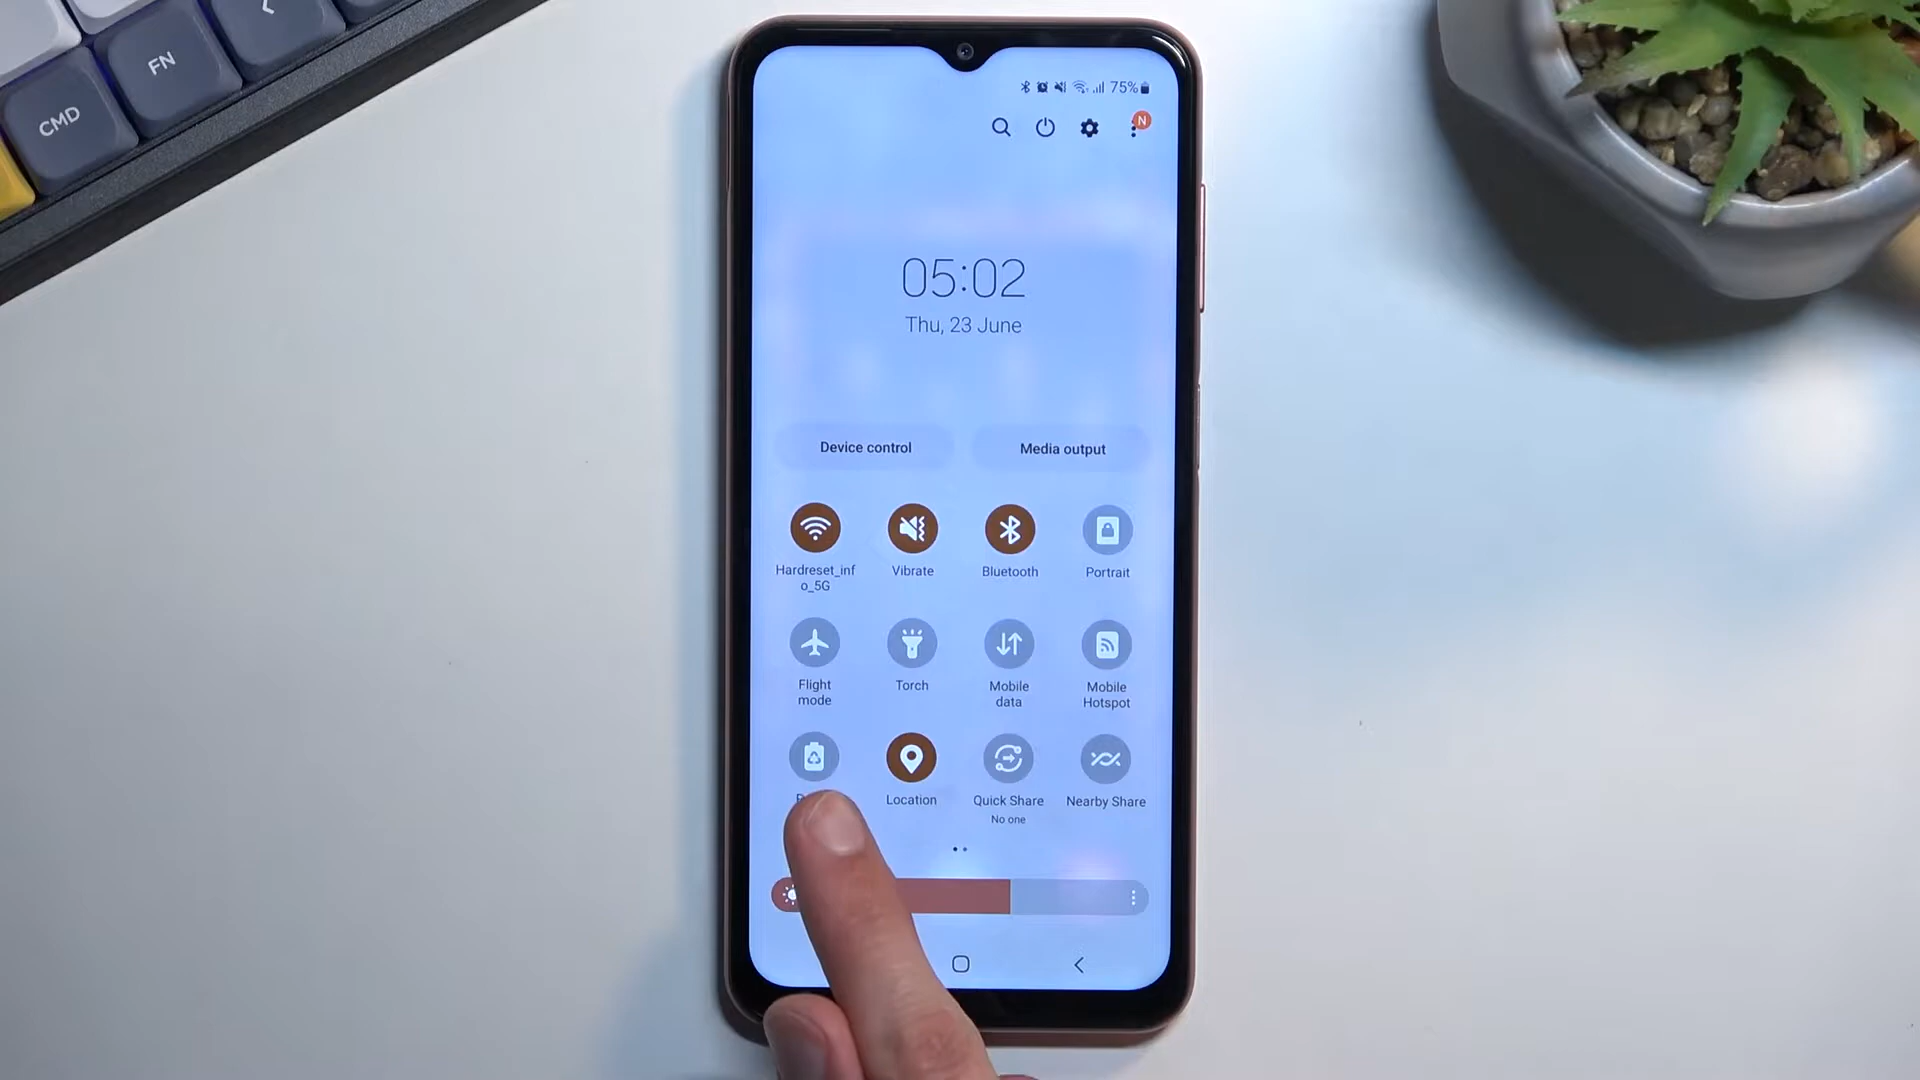 FN
CMD
75%
N
05:02
Thu, 23 June
Device control
Media output
Hardreset_inf
o_5G
Vibrate
Bluetooth
Portrait
Flight
mode
Torch
Mobile
data
Mobile
Hotspot
Location
Quick Share
No one
Nearby Share